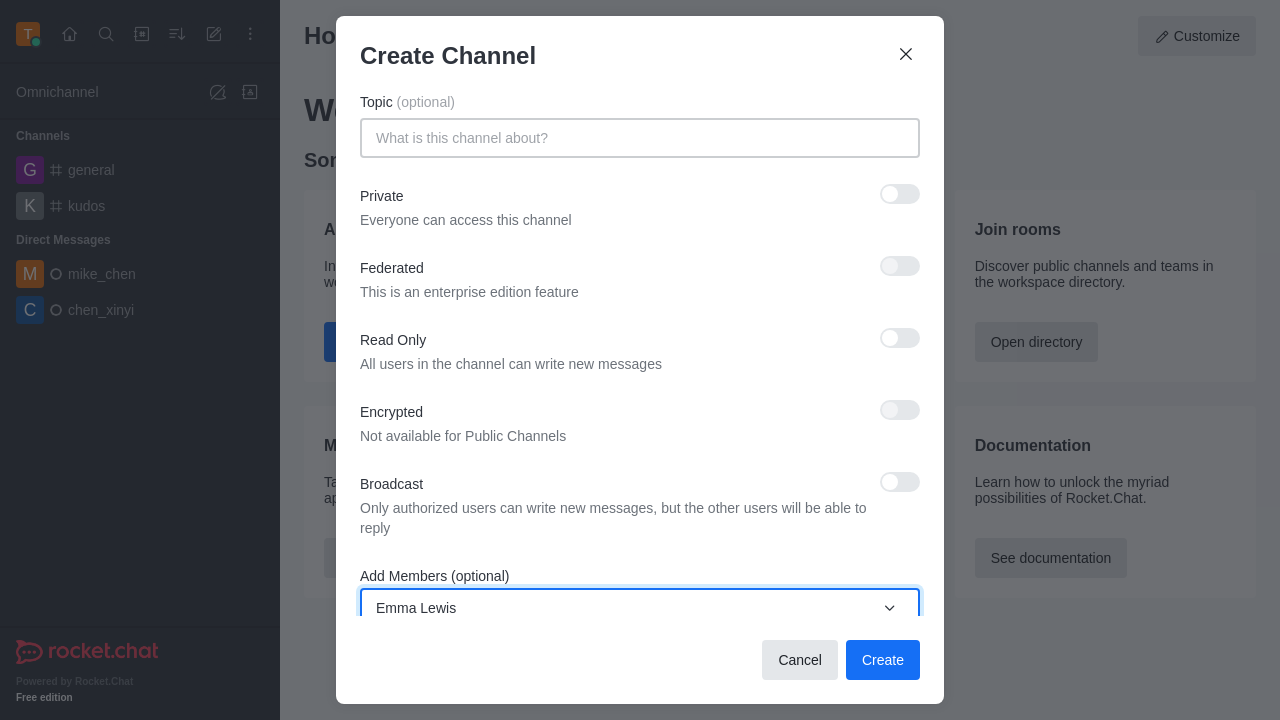 T
Ho
Customize
Omnichannel
Channels
G general
K kudos
Direct Messages
M mike_chen
C chen_xinyi
rocket.chat
Powered by Rocket.Chat
Free edition
Create Channel
Topic (optional)
What is this channel about?
Private
Everyone can access this channel
Federated
This is an enterprise edition feature
Read Only
All users in the channel can write new messages
Encrypted
Not available for Public Channels
Broadcast
Only authorized users can write new messages, but the other users will be able to
reply
Add Members (optional)
Emma Lewis
Cancel
Create
Join rooms
Discover public channels and teams in
the workspace directory.
Open directory
Documentation
Learn how to unlock the myriad
possibilities of Rocket.Chat.
See documentation